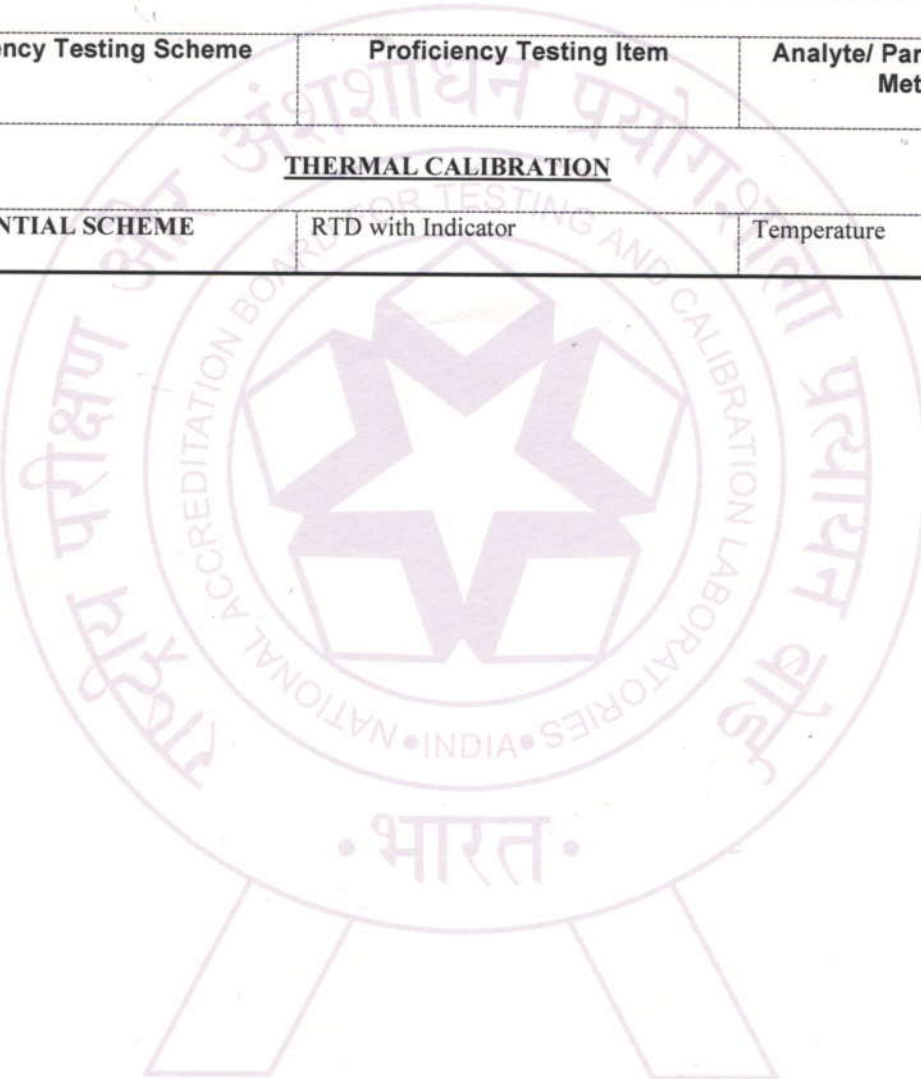 ency Testing Scheme
Proficiency Testing Item
Analyte/ Par
Met
THERMAL CALIBRATION
NTIAL SCHEME
RTD with Indicator
Temperature
राष्ट्रीय परीक्षण और अंशशोधन प्रयोगशाला प्रत्यायन बोर्ड
NATIONAL ACCREDITATION BOARD FOR TESTING AND CALIBRATION LABORATORIES
•INDIA•
•भारत•